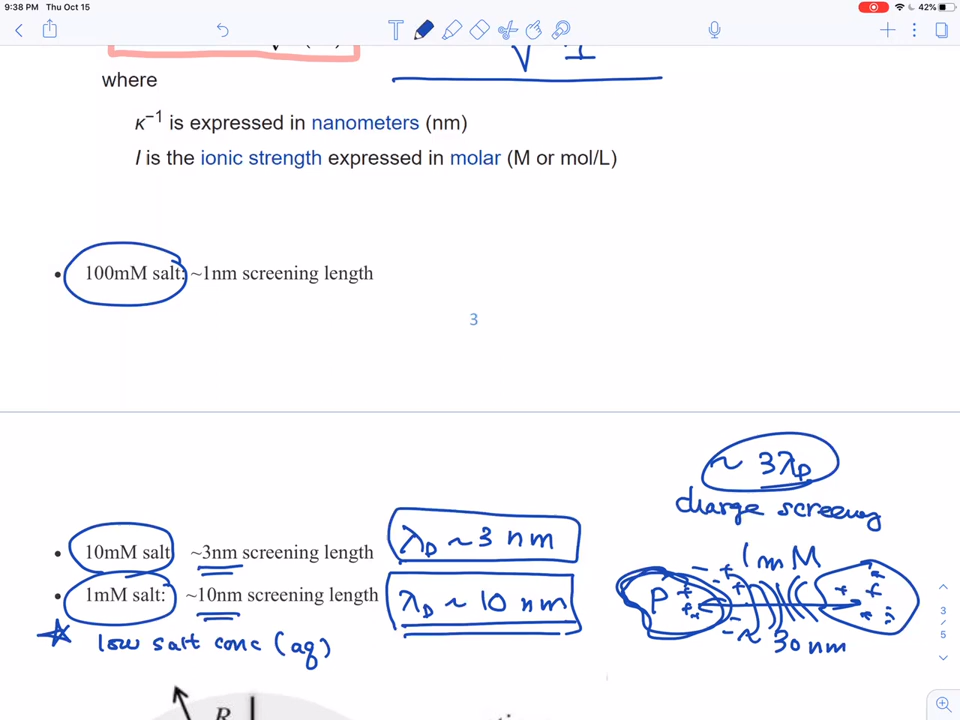 9:38 PM Thu Oct 15
42%
T
where
κ⁻¹ is expressed in nanometers (nm)
I is the ionic strength expressed in molar (M or mol/L)
• 100mM salt: ~1nm screening length
3
~ 3λD
charge screening
• 10mM salt: ~3nm screening length
λD ~ 3 nm
• 1mM salt: ~10nm screening length
λD ~ 10 nm
low salt conc (aq)
1 mM
P
~ 30 nm
3
/
5
R